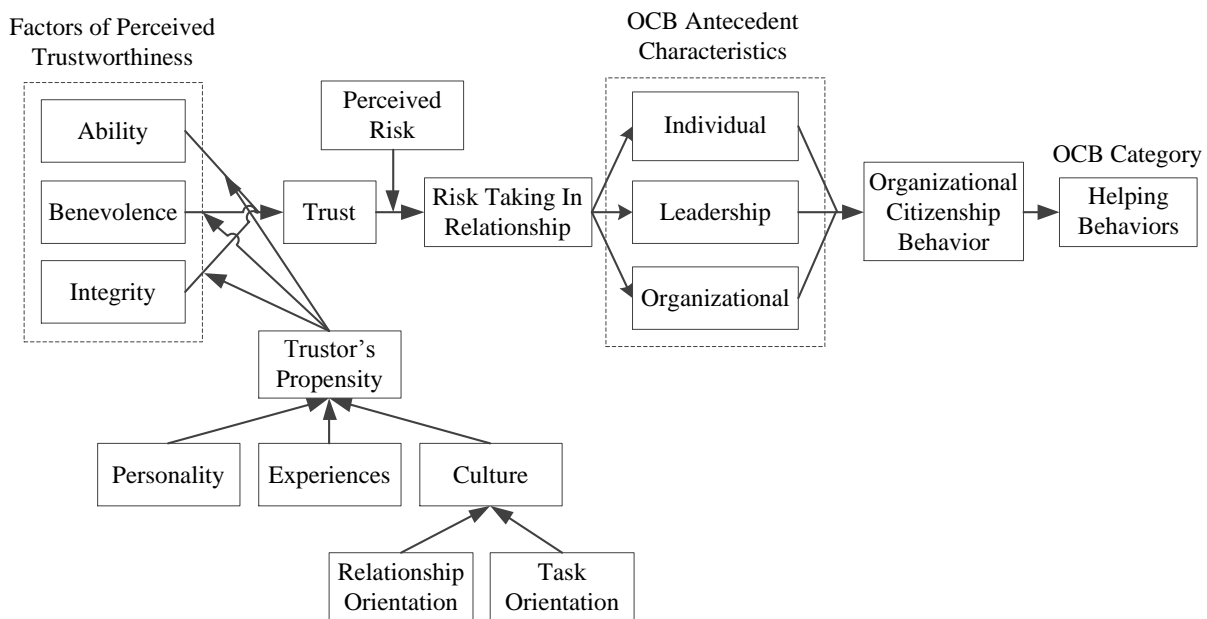 Factors of Perceived
Trustworthiness
Ability
Benevolence
Integrity
Perceived
Risk
Trust
Risk Taking In
Relationship
OCB Antecedent
Characteristics
Individual
Leadership
Organizational
Organizational
Citizenship
Behavior
OCB Category
Helping
Behaviors
Trustor's
Propensity
Personality
Experiences
Culture
Relationship
Orientation
Task
Orientation